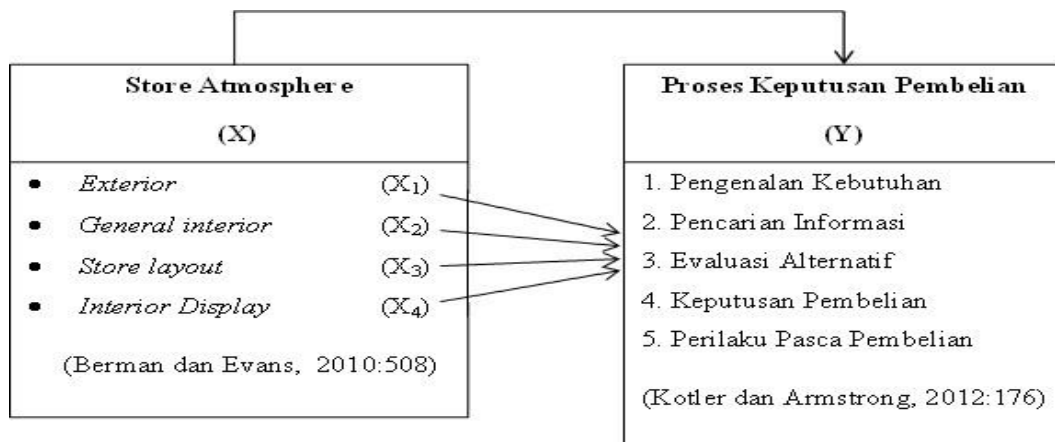 Store Atmosphere
(X)
• Exterior (X1)
• General interior (X2)
• Store layout (X3)
• Interior Display (X4)
(Berman dan Evans, 2010:508)
Proses Keputusan Pembelian
(Y)
1. Pengenalan Kebutuhan
2. Pencarian Informasi
3. Evaluasi Alternatif
4. Keputusan Pembelian
5. Perilaku Pasca Pembelian
(Kotler dan Armstrong, 2012:176)